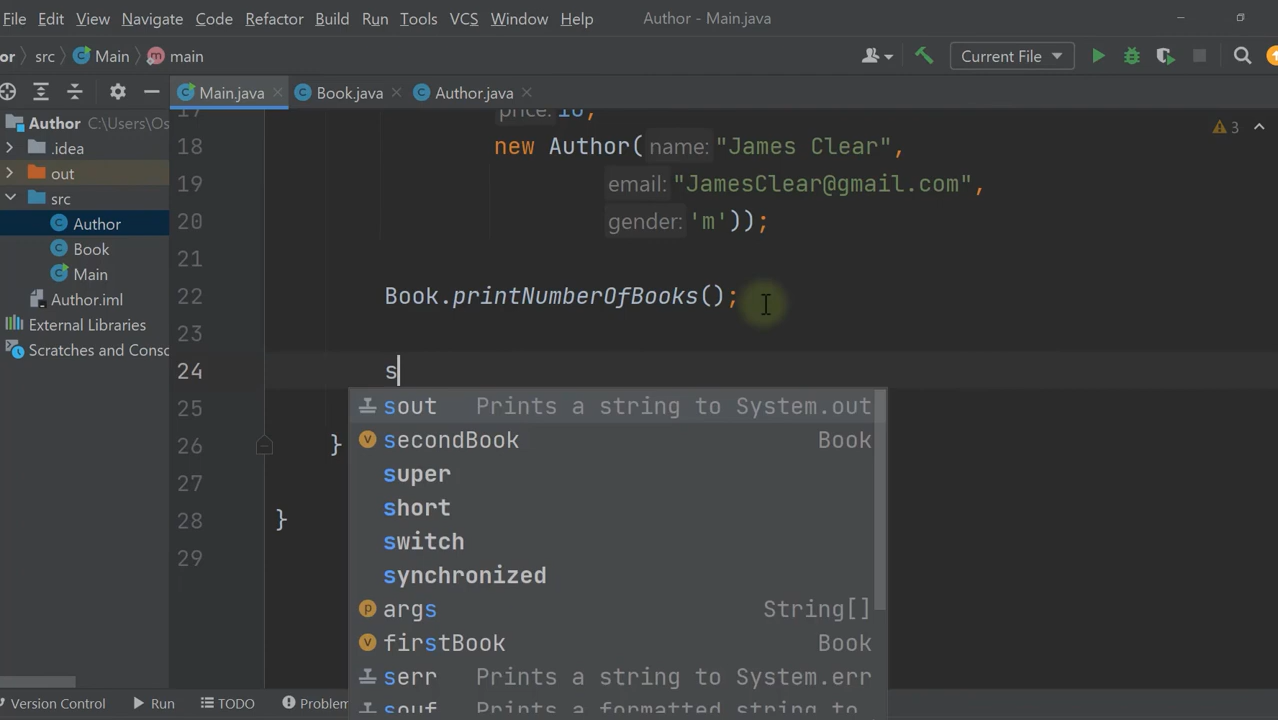 File Edit View Navigate Code Refactor Build Run Tools VCS Window Help Author - Main.java
or src Main main Current File
Main.java Book.java Author.java
Author C:\Users\Os
.idea
out
src
Author
Book
Main
Author.iml
External Libraries
Scratches and Conso
17 price: 10,
18 new Author( name: "James Clear",
19 email: "JamesClear@gmail.com",
20 gender: 'm'));
21
22 Book.printNumberOfBooks();
23
24 s
25
26 }
27
28 }
29
3
sout Prints a string to System.out
secondBook Book
super
short
switch
synchronized
args String[]
firstBook Book
serr Prints a string to System.err
souf Prints a formatted string to
Version Control Run TODO Problem